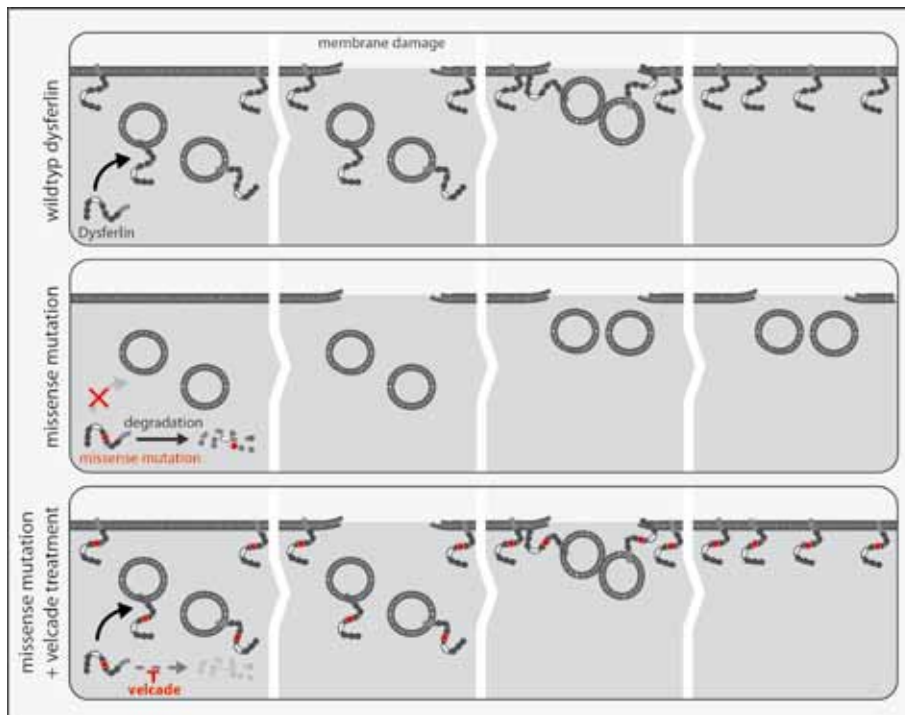 membrane damage
wildtyp dysferlin
Dysferlin
missense mutation
degradation
missense mutation
missense mutation
+ velcade treatment
velcade